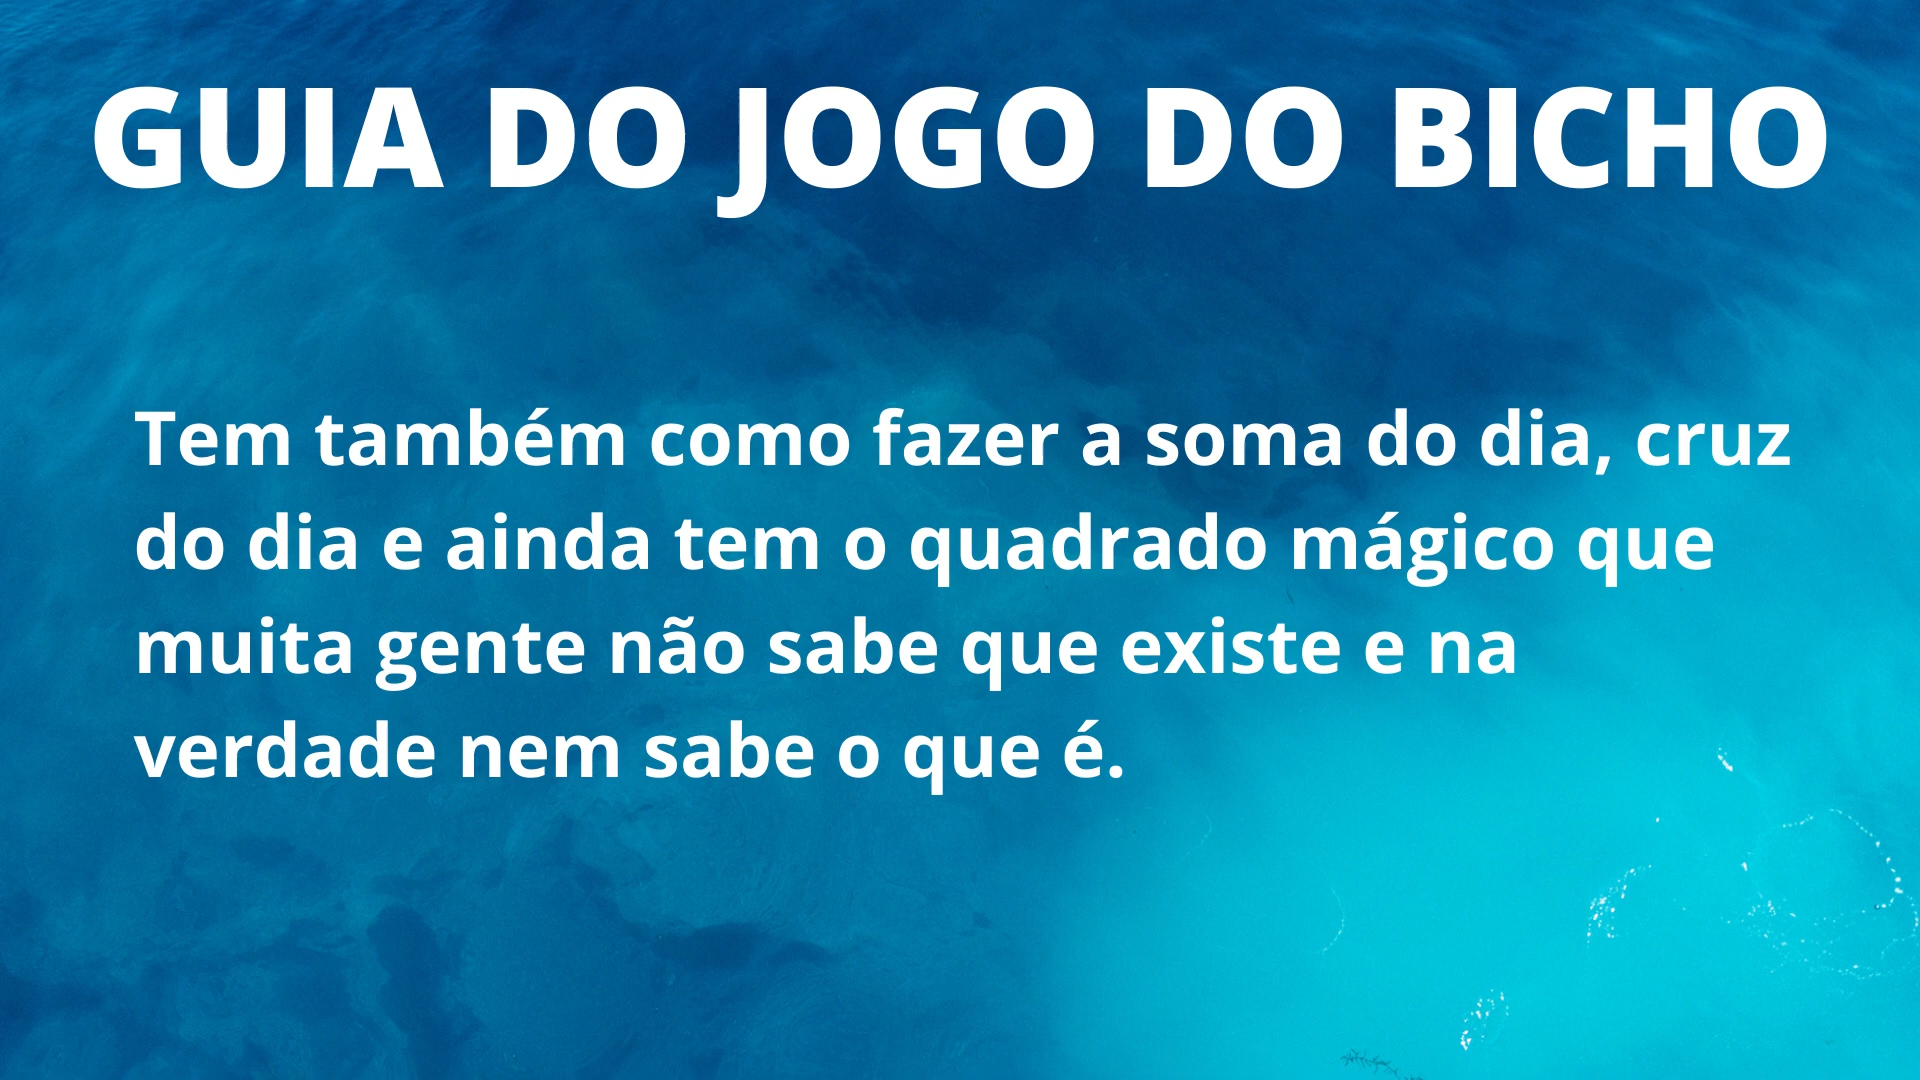 GUIA DO JOGO DO BICHO
Tem também como fazer a soma do dia, cruz
do dia e ainda tem o quadrado mágico que
muita gente não sabe que existe e na
verdade nem sabe o que é.